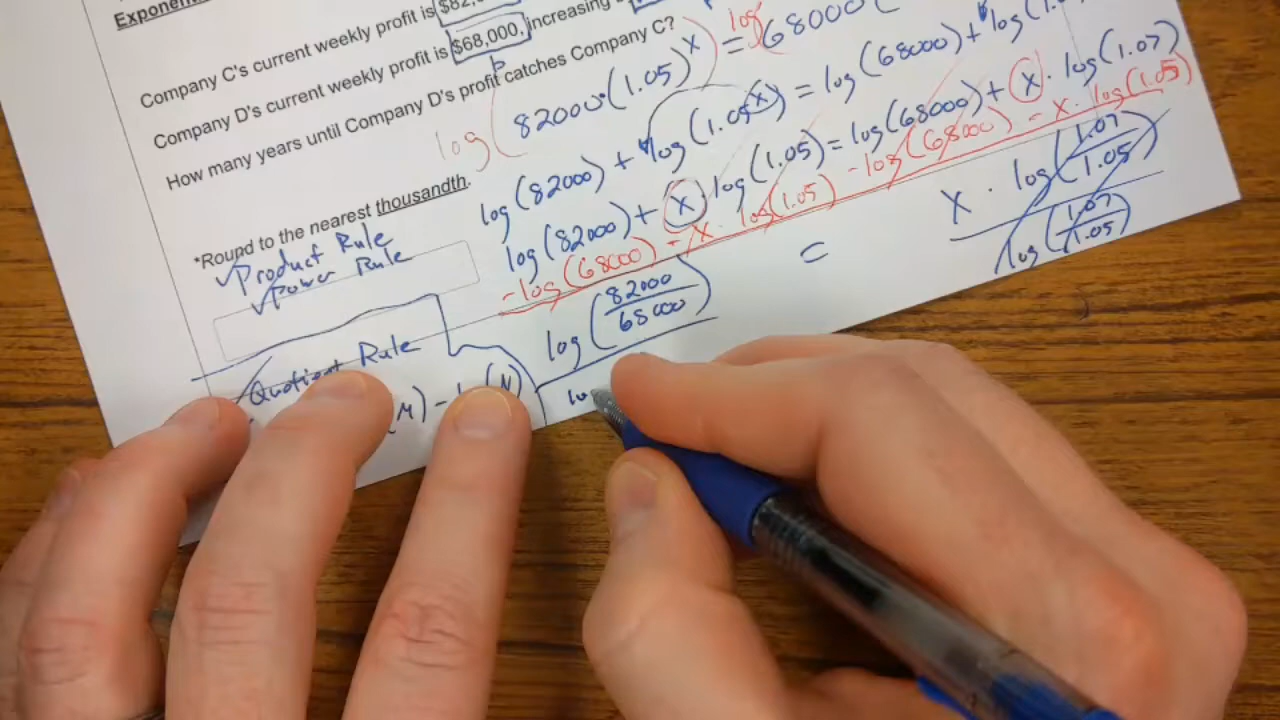 Exponen
Company C's current weekly profit is $82,
Company D's current weekly profit is $68,000, increasing
b
How many years until Company D's profit catches Company C?
log( 82000·(1.05)^x ) = log 68000(
log(82000) + log(1.05^x) = log(68000) + log(1.0
log(82000) + x log(1.05) = log(68000) + x · log(1.07)
-log(68000) - x · log(1.05) -log(68000) - x · log(1.05)
*Round to the nearest thousandth.
✓Product Rule
✓Power Rule
log(82000/68000) = x · log(1.07/1.05)
lo log(1.07/1.05)
Quotient Rule
(M) - (N)